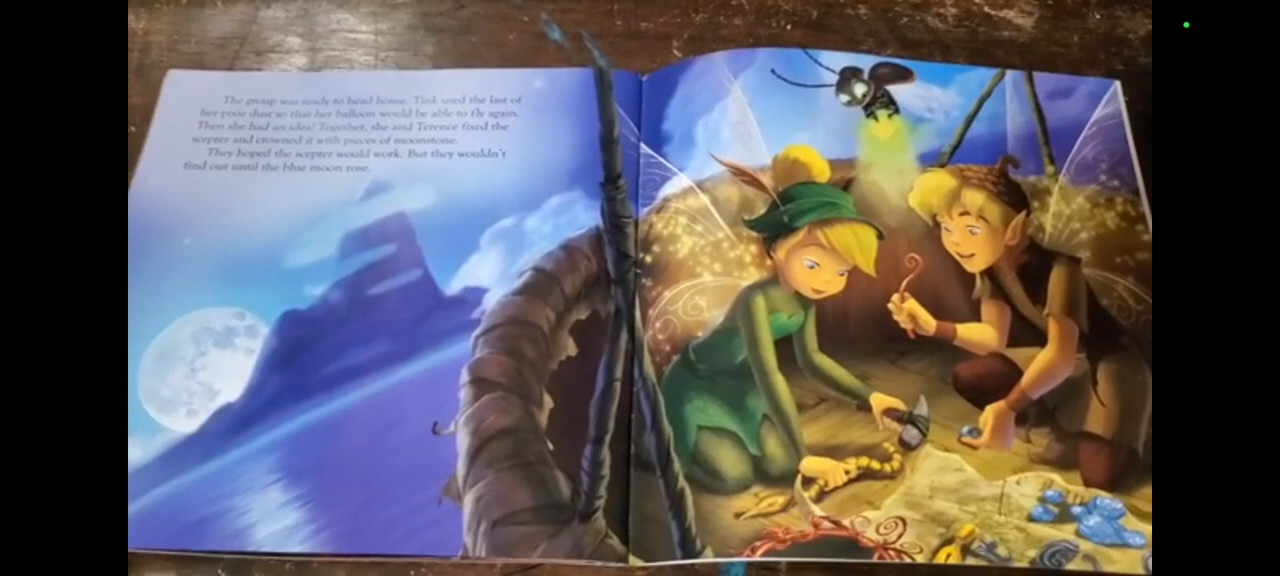 The group was ready to head home. Tink used the last of
her pixie dust so that her balloon would be able to fly again.
Then she had an idea! Together, she and Terence fixed the
scepter and crowned it with pieces of moonstone.
They hoped the scepter would work. But they wouldn't
find out until the blue moon rose.